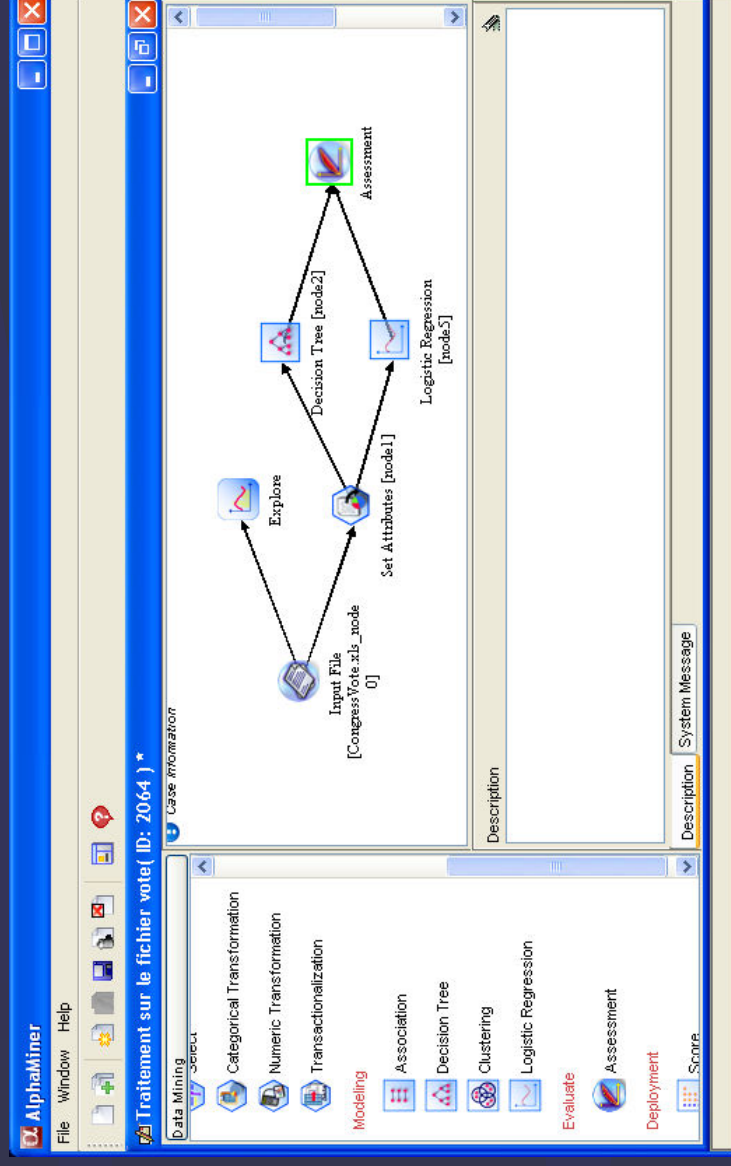 AlphaMiner
File Window Help
Traitement sur le fichier vote( ID: 2064 ) *
Data Mining
Select
Categorical Transformation
Numeric Transformation
Transactionalization
Modeling
Association
Decision Tree
Clustering
Logistic Regression
Evaluate
Assessment
Deployment
Score
Case Information
Input File
[CongressVote.xls_node
0]
Explore
Set Attributes [node1]
Decision Tree [node2]
Logistic Regression
[node5]
Assessment
Description
Description System Message